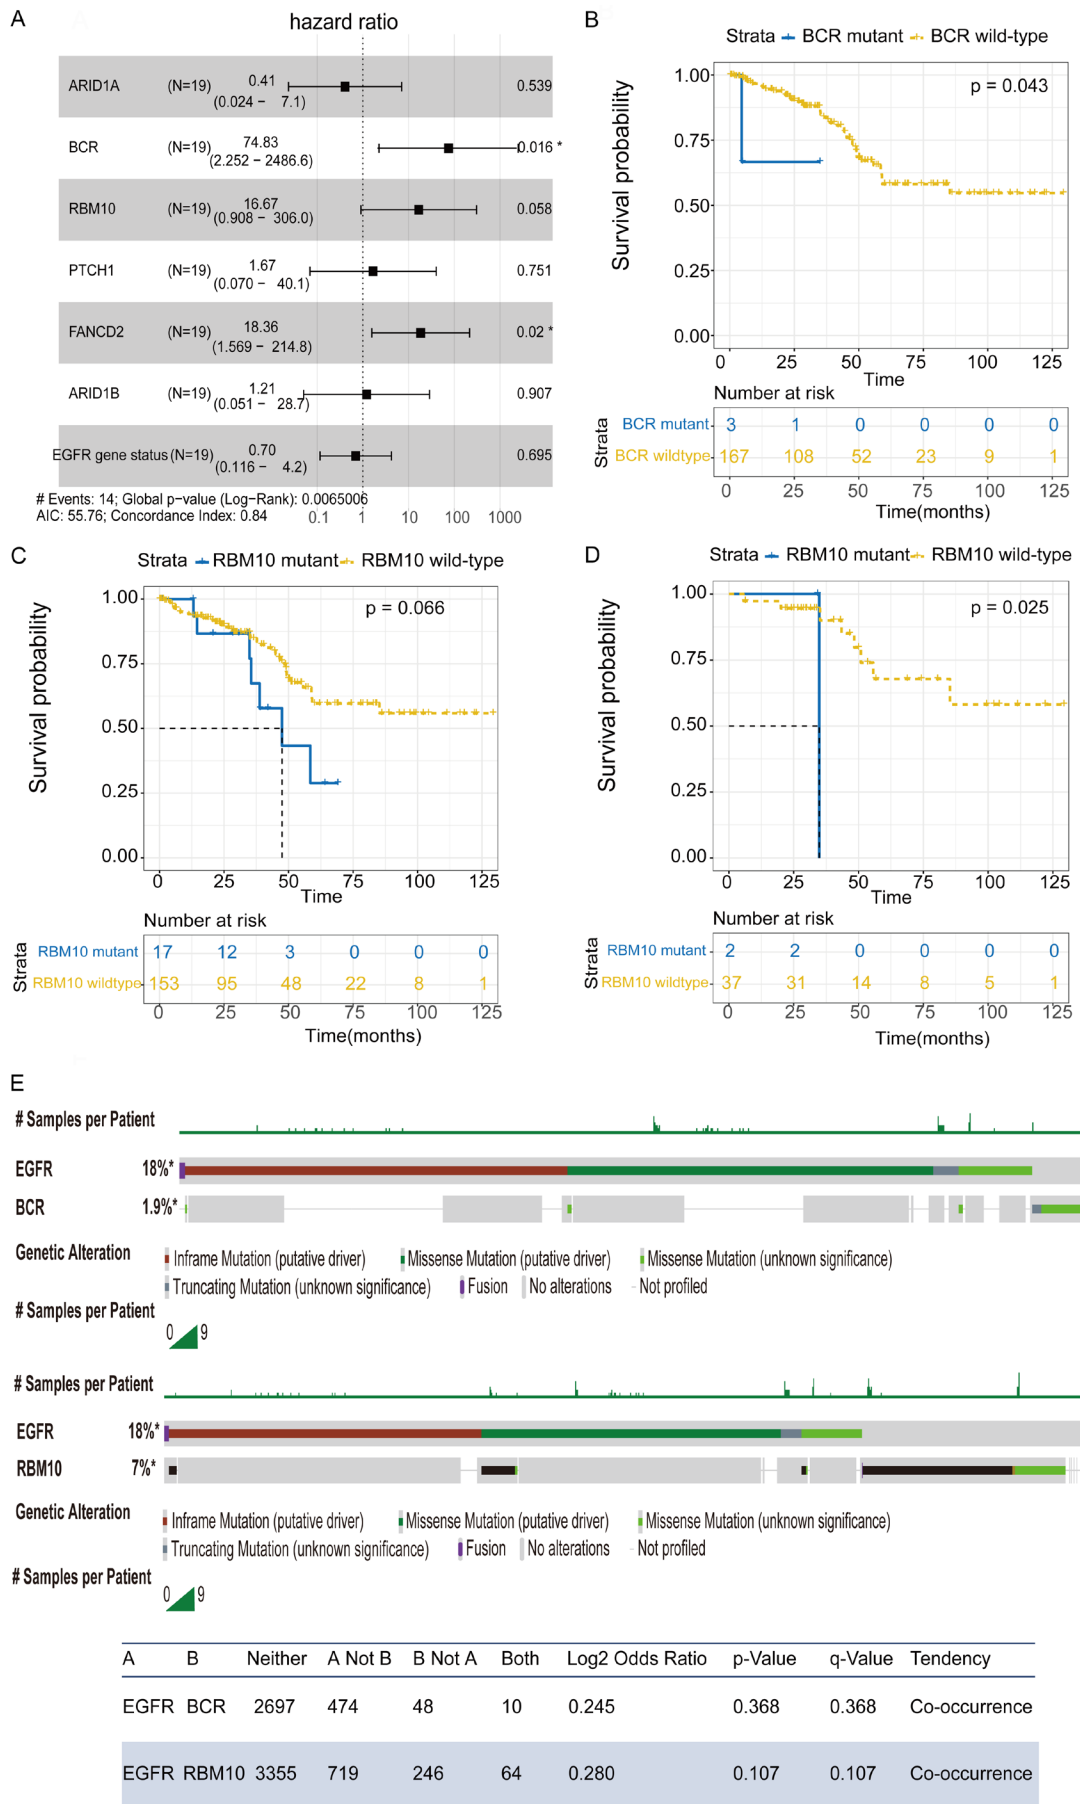 A
hazard ratio
ARID1A (N=19) 0.41 (0.024 − 7.1) 0.539
BCR (N=19) 74.83 (2.252 − 2486.6) 0.016 *
RBM10 (N=19) 16.67 (0.908 − 306.0) 0.058
PTCH1 (N=19) 1.67 (0.070 − 40.1) 0.751
FANCD2 (N=19) 18.36 (1.569 − 214.8) 0.02 *
ARID1B (N=19) 1.21 (0.051 − 28.7) 0.907
EGFR gene status (N=19) 0.70 (0.116 − 4.2) 0.695
# Events: 14; Global p−value (Log−Rank): 0.0065006
AIC: 55.76; Concordance Index: 0.84
0.1 1 10 100 1000
B
Strata BCR mutant BCR wild-type
p = 0.043
Survival probability
1.00
0.75
0.50
0.25
0.00
0 25 50 75 100 125
Time
Number at risk
Strata
BCR mutant 3 1 0 0 0 0
BCR wildtype 167 108 52 23 9 1
0 25 50 75 100 125
Time(months)
C
Strata RBM10 mutant RBM10 wild-type
p = 0.066
Survival probability
1.00
0.75
0.50
0.25
0.00
0 25 50 75 100 125
Time
Number at risk
Strata
RBM10 mutant 17 12 3 0 0 0
RBM10 wildtype 153 95 48 22 8 1
0 25 50 75 100 125
Time(months)
D
Strata RBM10 mutant RBM10 wild-type
p = 0.025
Survival probability
1.00
0.75
0.50
0.25
0.00
0 25 50 75 100 125
Time
Number at risk
Strata
RBM10 mutant 2 2 0 0 0 0
RBM10 wildtype 37 31 14 8 5 1
0 25 50 75 100 125
Time(months)
E
# Samples per Patient
EGFR 18%*
BCR 1.9%*
Genetic Alteration Inframe Mutation (putative driver) Missense Mutation (putative driver) Missense Mutation (unknown significance)
Truncating Mutation (unknown significance) Fusion No alterations Not profiled
# Samples per Patient
0 9
# Samples per Patient
EGFR 18%*
RBM10 7%*
Genetic Alteration Inframe Mutation (putative driver) Missense Mutation (putative driver) Missense Mutation (unknown significance)
Truncating Mutation (unknown significance) Fusion No alterations Not profiled
# Samples per Patient
0 9
A B Neither A Not B B Not A Both Log2 Odds Ratio p-Value q-Value Tendency
EGFR BCR 2697 474 48 10 0.245 0.368 0.368 Co-occurrence
EGFR RBM10 3355 719 246 64 0.280 0.107 0.107 Co-occurrence